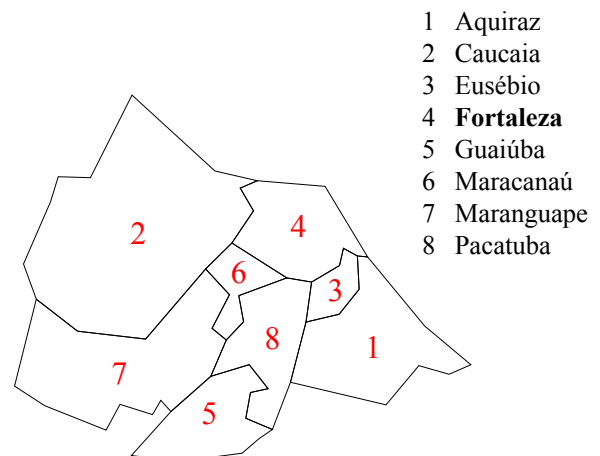 1 Aquiraz
2 Caucaia
3 Eusébio
4 Fortaleza
5 Guaiúba
6 Maracanaú
7 Maranguape
8 Pacatuba
4
2
6
3
8
1
7
5